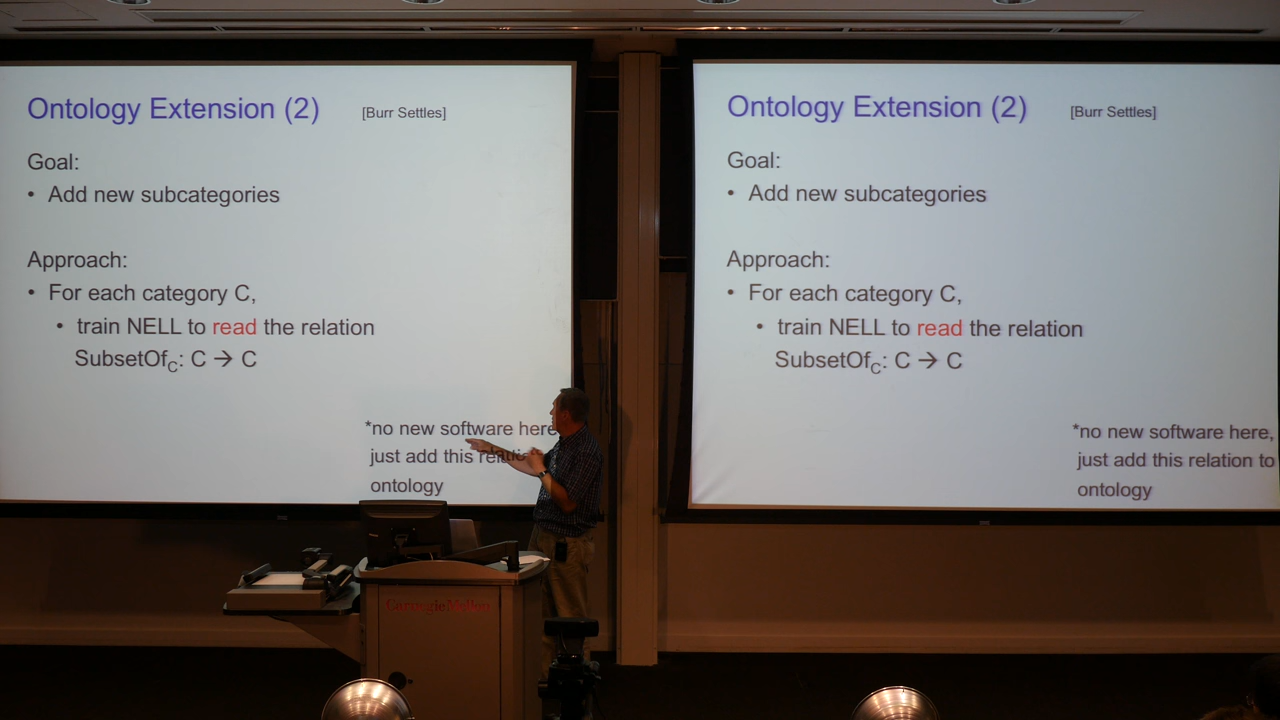 Ontology Extension (2) [Burr Settles]
Goal:
• Add new subcategories
Approach:
• For each category C,
• train NELL to read the relation
SubsetOfC: C → C
*no new software here,
just add this relation
ontology
Ontology Extension (2) [Burr Settles]
Goal:
• Add new subcategories
Approach:
• For each category C,
• train NELL to read the relation
SubsetOfC: C → C
*no new software here,
just add this relation to
ontology
Carnegie Mellon